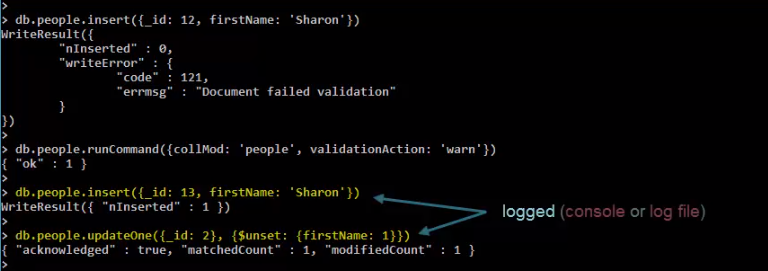 >
> db.people.insert({_id: 12, firstName: 'Sharon'})
WriteResult({
"nInserted" : 0,
"writeError" : {
"code" : 121,
"errmsg" : "Document failed validation"
}
})
>
> db.people.runCommand({collMod: 'people', validationAction: 'warn'})
{ "ok" : 1 }
>
> db.people.insert({_id: 13, firstName: 'Sharon'})
WriteResult({ "nInserted" : 1 })
logged (console or log file)
>
> db.people.updateOne({_id: 2}, {$unset: {firstName: 1}})
{ "acknowledged" : true, "matchedCount" : 1, "modifiedCount" : 1 }
>